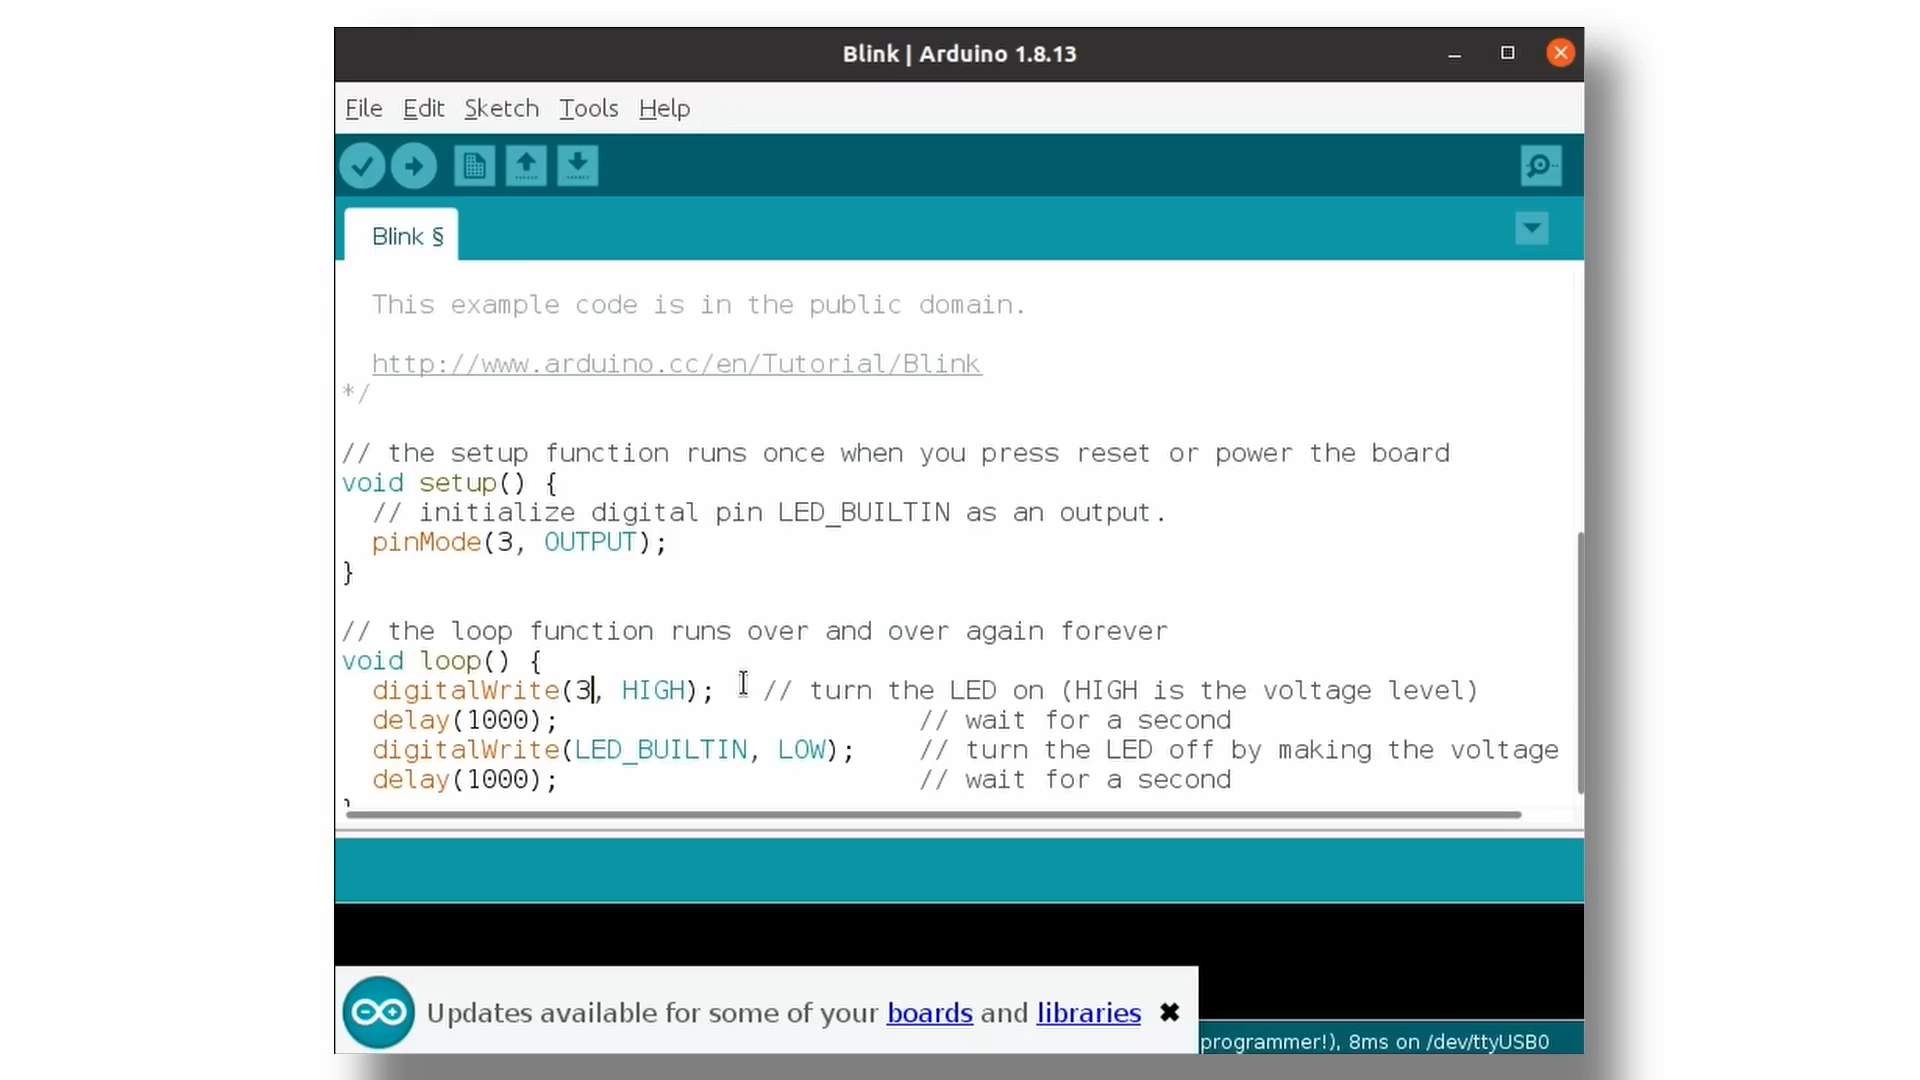 Blink | Arduino 1.8.13
File Edit Sketch Tools Help
Blink §
This example code is in the public domain.
http://www.arduino.cc/en/Tutorial/Blink
*/
// the setup function runs once when you press reset or power the board
void setup() {
  // initialize digital pin LED_BUILTIN as an output.
  pinMode(3, OUTPUT);
}
// the loop function runs over and over again forever
void loop() {
  digitalWrite(3, HIGH);   // turn the LED on (HIGH is the voltage level)
  delay(1000);                       // wait for a second
  digitalWrite(LED_BUILTIN, LOW);    // turn the LED off by making the voltage
  delay(1000);                       // wait for a second
Updates available for some of your boards and libraries ✖
programmer!), 8ms on /dev/ttyUSB0